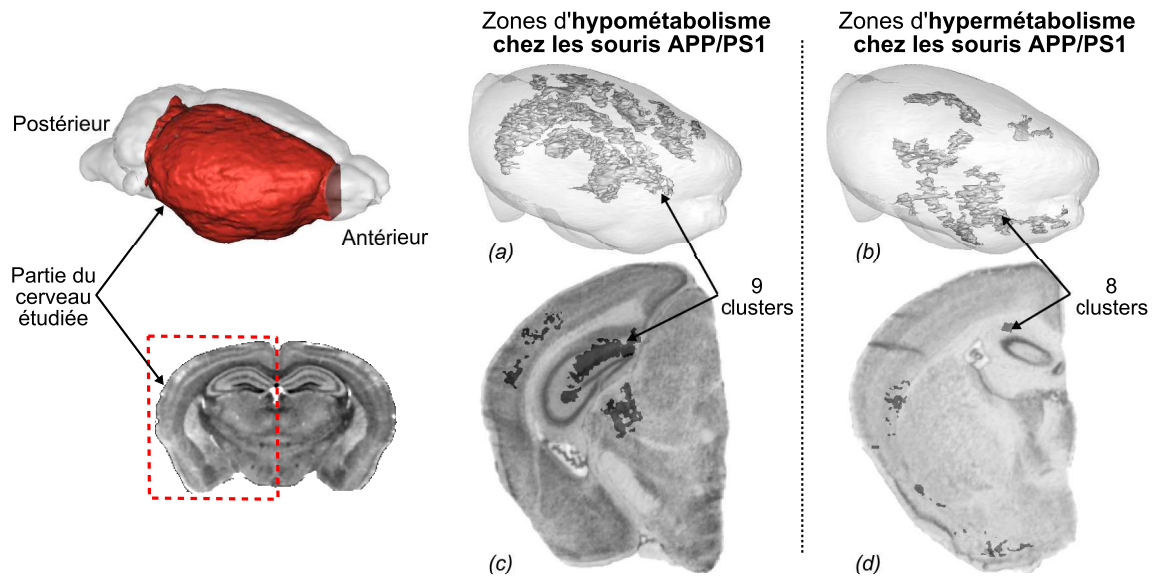 Zones d'hypométabolisme
chez les souris APP/PS1
Zones d'hypermétabolisme
chez les souris APP/PS1
Postérieur
Antérieur
Partie du
cerveau
étudiée
(a)
(b)
9
clusters
8
clusters
(c)
(d)